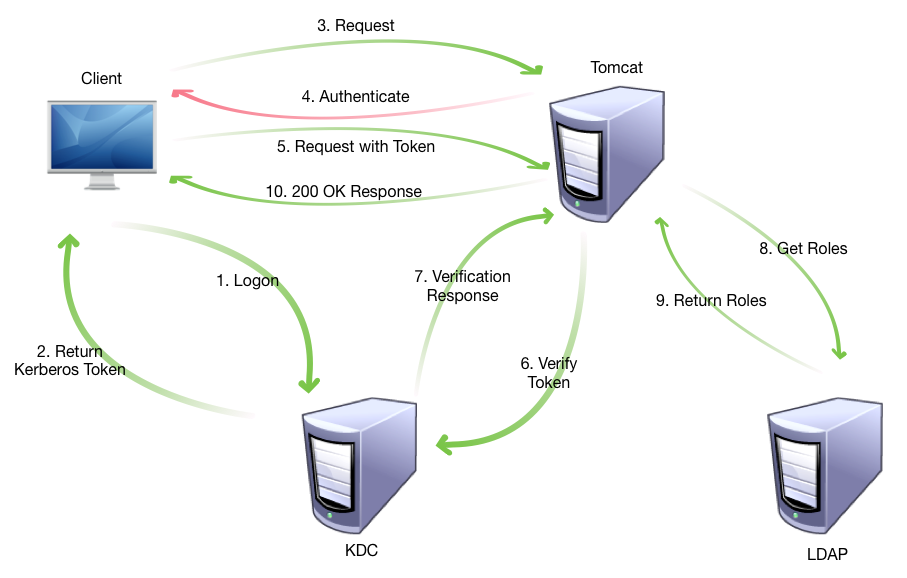 3. Request
Client
Tomcat
4. Authenticate
5. Request with Token
10. 200 OK Response
1. Logon
7. Verification
Response
8. Get Roles
9. Return Roles
2. Return
Kerberos Token
6. Verify
Token
KDC
LDAP